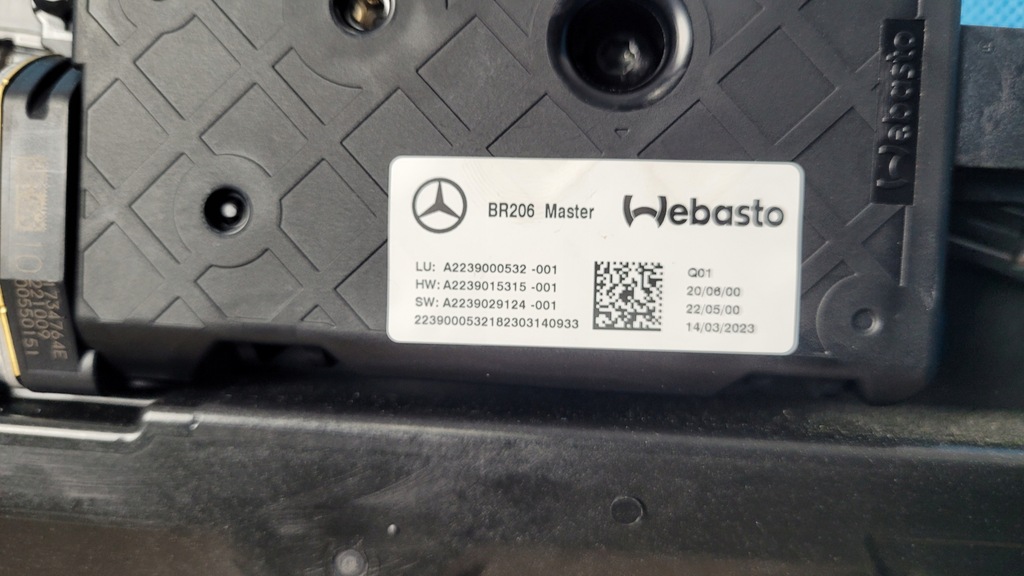 BR206 Master
Webasto
LU: A2239000532 -001
HW: A2239015315 -001
SW: A2239029124 -001
2239000532182303140933
Q01
20/06/00
22/05/00
14/03/2023
Webasto